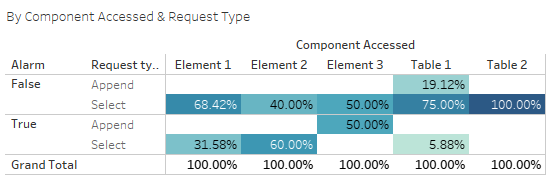 By Component Accessed & Request Type
Component Accessed
Alarm Request ty.. Element 1 Element 2 Element 3 Table 1 Table 2
False Append 19.12%
Select 68.42% 40.00% 50.00% 75.00% 100.00%
True Append 50.00%
Select 31.58% 60.00% 5.88%
Grand Total 100.00% 100.00% 100.00% 100.00% 100.00%